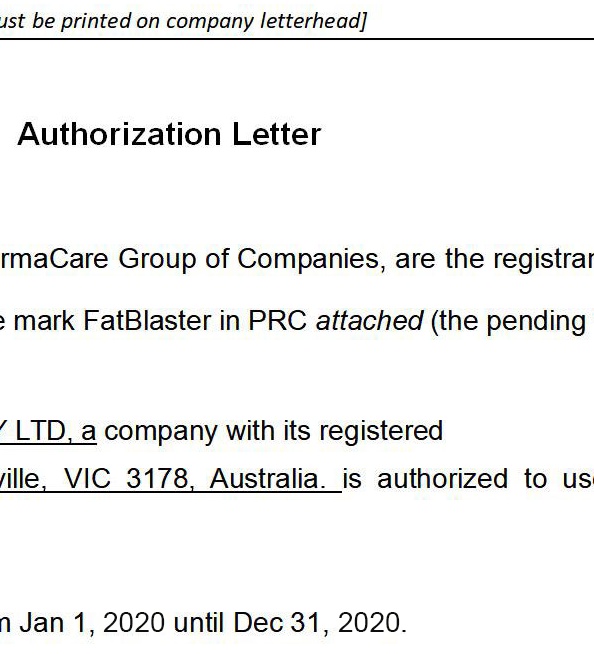 ust be printed on company letterhead]
Authorization Letter
rmaCare Group of Companies, are the registrar
e mark FatBlaster in PRC attached (the pending
Y LTD, a company with its registered
ville, VIC 3178, Australia. is authorized to use
m Jan 1, 2020 until Dec 31, 2020.